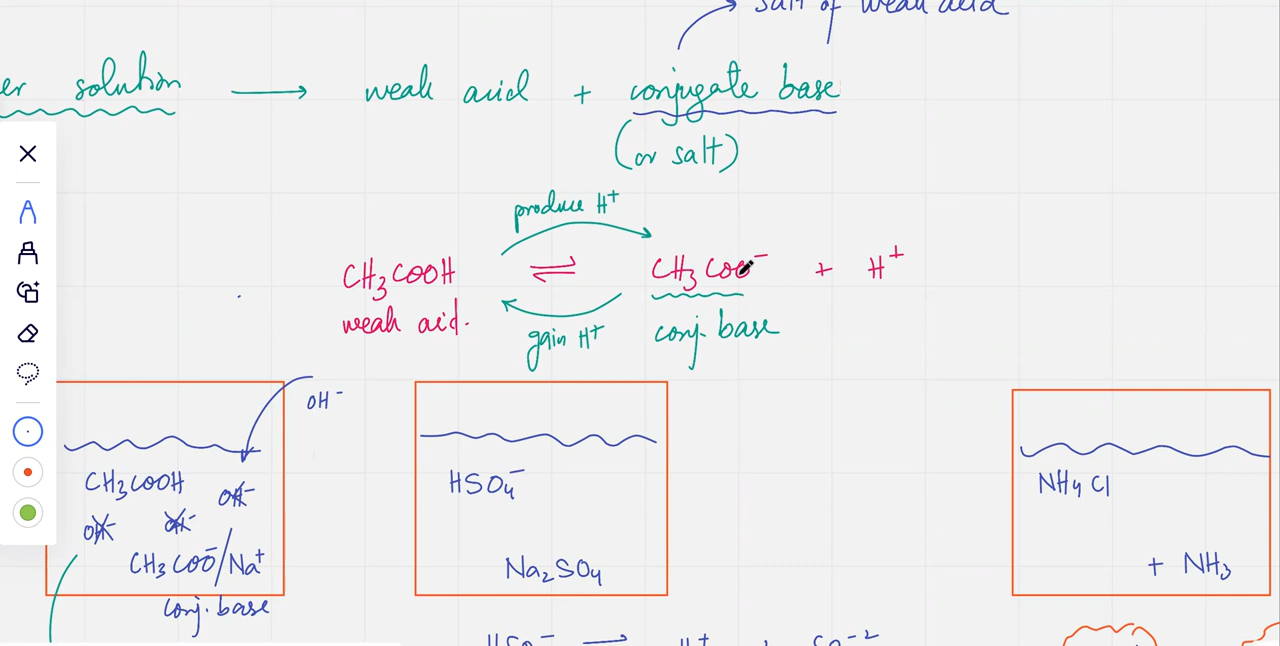 salt of weak acid
er solution ⟶ weak acid + conjugate base
(or salt)
produce H⁺
CH₃COOH ⇌ CH₃COO⁻ + H⁺
weak acid.
gain H⁺
conj. base
OH⁻
CH₃COOH
OH⁻
OH⁻
OH⁻
CH₃COO⁻/Na⁺
conj. base
HSO₄⁻
Na₂SO₄
NH₄Cl
+ NH₃